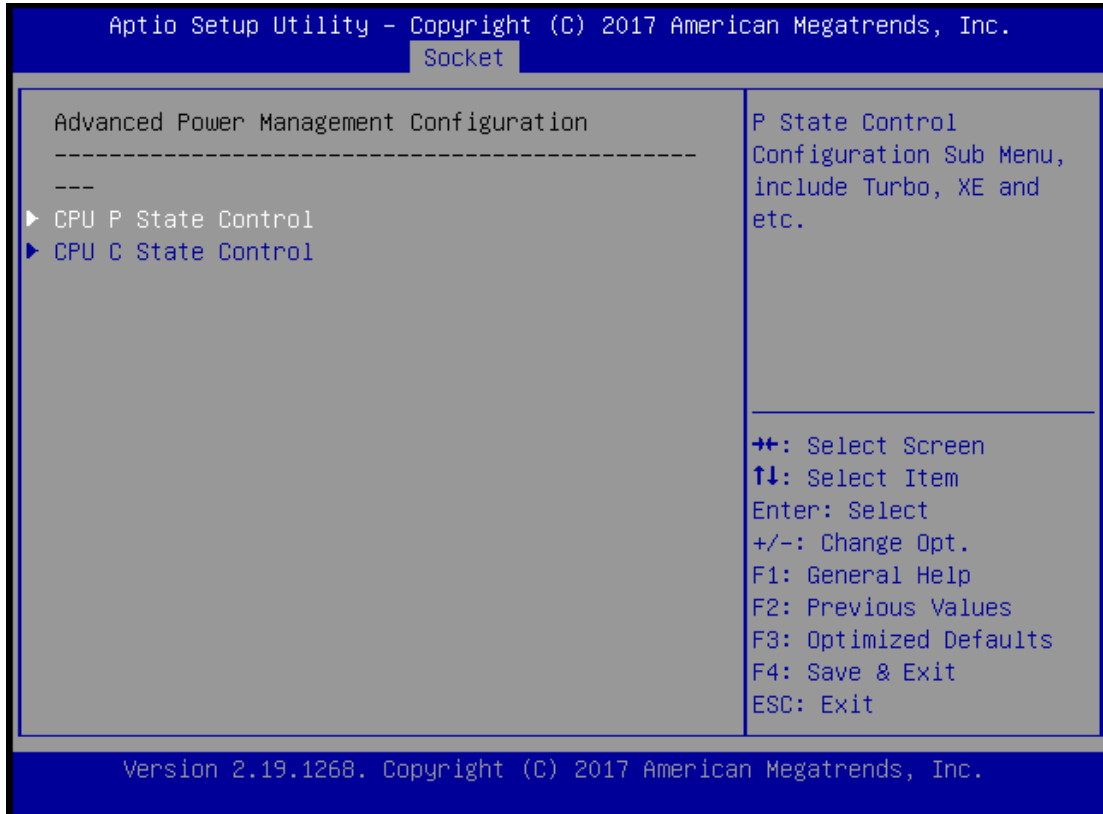 Aptio Setup Utility – Copyright (C) 2017 American Megatrends, Inc.
Socket
Advanced Power Management Configuration
-----------------------------------------------
---
▶ CPU P State Control
▶ CPU C State Control
P State Control
Configuration Sub Menu,
include Turbo, XE and
etc.
→←: Select Screen
↑↓: Select Item
Enter: Select
+/-: Change Opt.
F1: General Help
F2: Previous Values
F3: Optimized Defaults
F4: Save & Exit
ESC: Exit
Version 2.19.1268. Copyright (C) 2017 American Megatrends, Inc.